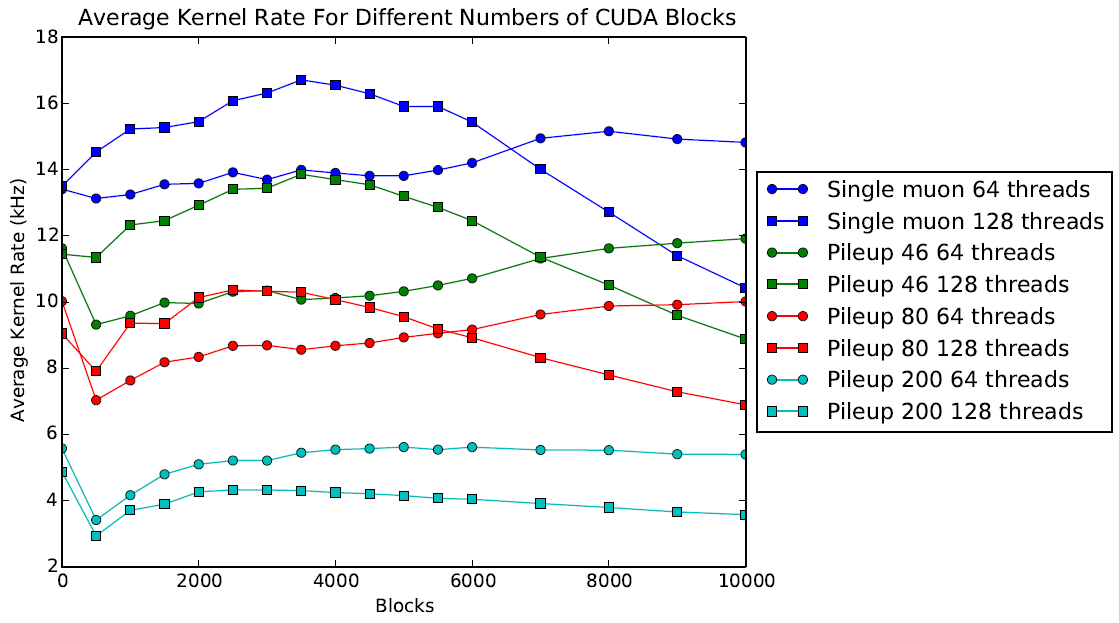 Average Kernel Rate For Different Numbers of CUDA Blocks
18
16
14
12
10
8
6
4
2
Average Kernel Rate (kHz)
0 2000 4000 6000 8000 10000
Blocks
Single muon 64 threads
Single muon 128 threads
Pileup 46 64 threads
Pileup 46 128 threads
Pileup 80 64 threads
Pileup 80 128 threads
Pileup 200 64 threads
Pileup 200 128 threads